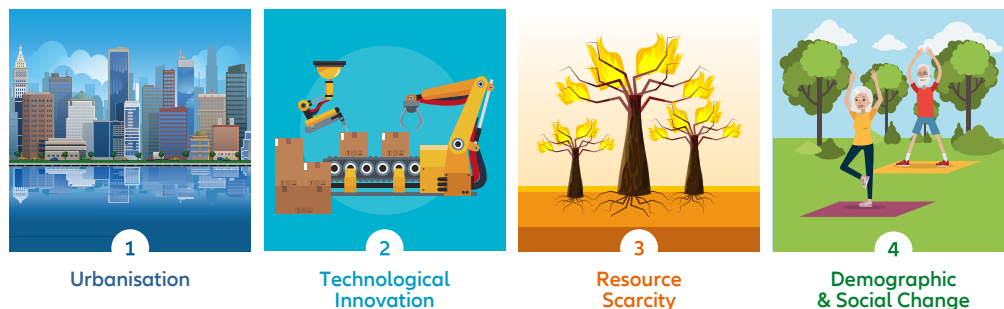 1
Urbanisation
2
Technological
Innovation
3
Resource
Scarcity
4
Demographic
& Social Change